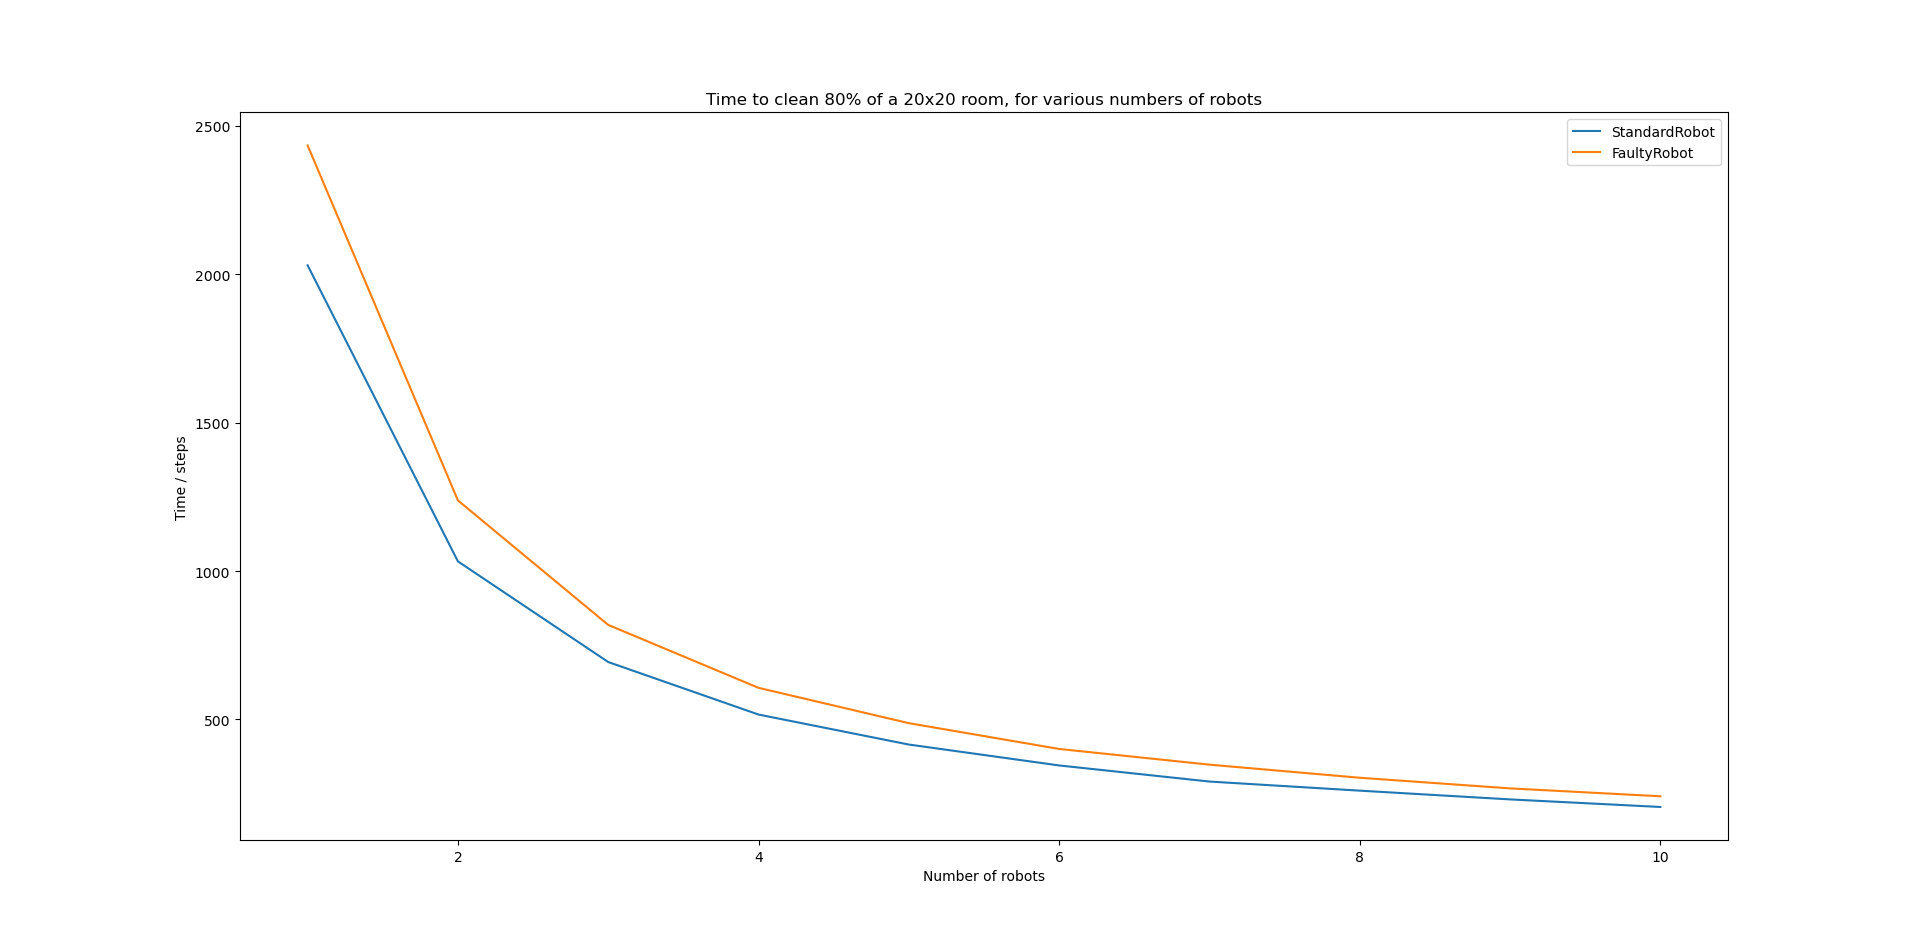 Time to clean 80% of a 20x20 room, for various numbers of robots
StandardRobot
FaultyRobot
2500
2000
1500
1000
500
Time / steps
2 4 6 8 10
Number of robots